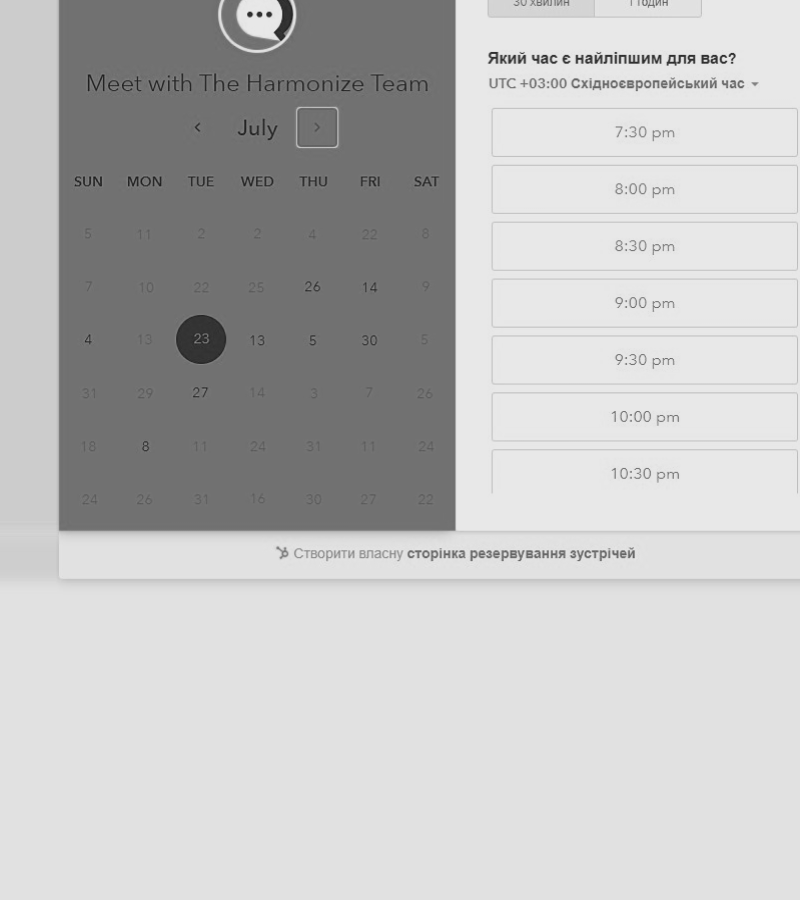 30 хвилин 1 годин
Meet with The Harmonize Team
July
SUN MON TUE WED THU FRI SAT
5 11 2 2 4 22 8
7 10 22 25 26 14 9
4 13 23 13 5 30 5
31 29 27 14 3 7 26
18 8 11 24 31 11 24
24 26 31 16 30 27 22
Який час є найліпшим для вас?
UTC +03:00 Східноєвропейський час
7:30 pm
8:00 pm
8:30 pm
9:00 pm
9:30 pm
10:00 pm
10:30 pm
Створити власну сторінка резервування зустрічей